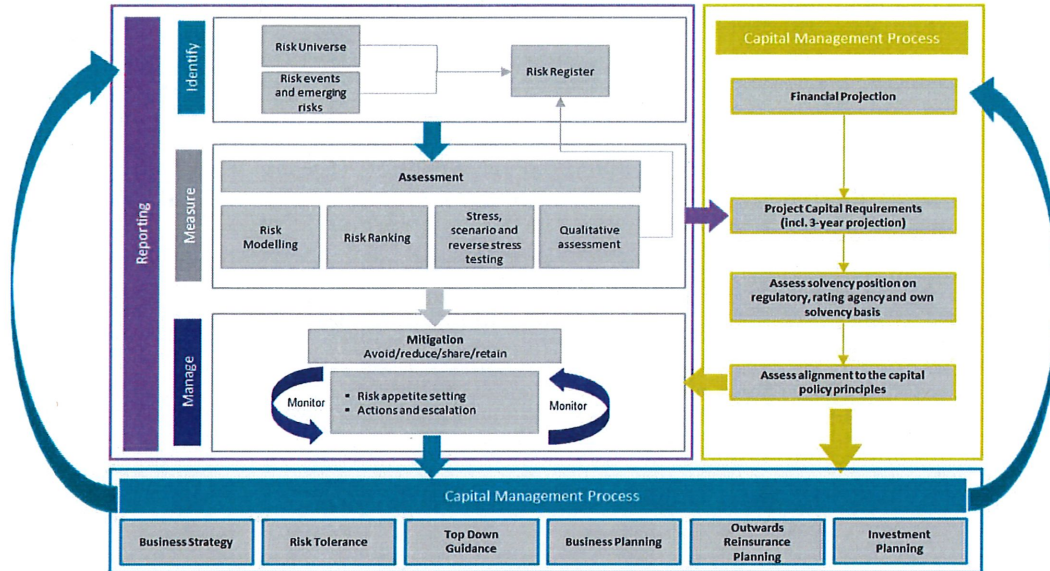 Reporting
Identify
Risk Universe
Risk events
and emerging
risks
Risk Register
Measure
Assessment
Risk
Modelling
Risk Ranking
Stress,
scenario and
reverse stress
testing
Qualitative
assessment
Manage
Mitigation
Avoid/reduce/share/retain
Monitor
▪ Risk appetite setting
▪ Actions and escalation
Monitor
Capital Management Process
Financial Projection
Project Capital Requirements
(incl. 3-year projection)
Assess solvency position on
regulatory, rating agency and own
solvency basis
Assess alignment to the capital
policy principles
Capital Management Process
Business Strategy
Risk Tolerance
Top Down
Guidance
Business Planning
Outwards
Reinsurance
Planning
Investment
Planning